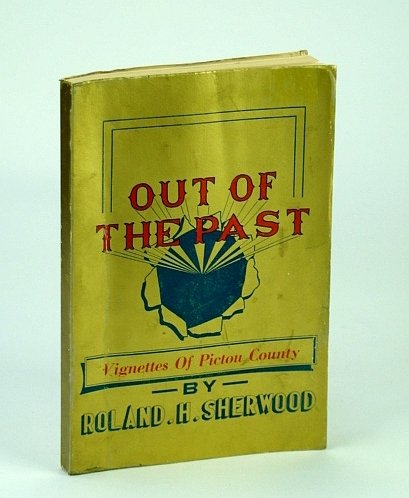 OUT OF
THE PAST
Vignettes Of Pictou County
— BY —
ROLAND.H.SHERWOOD